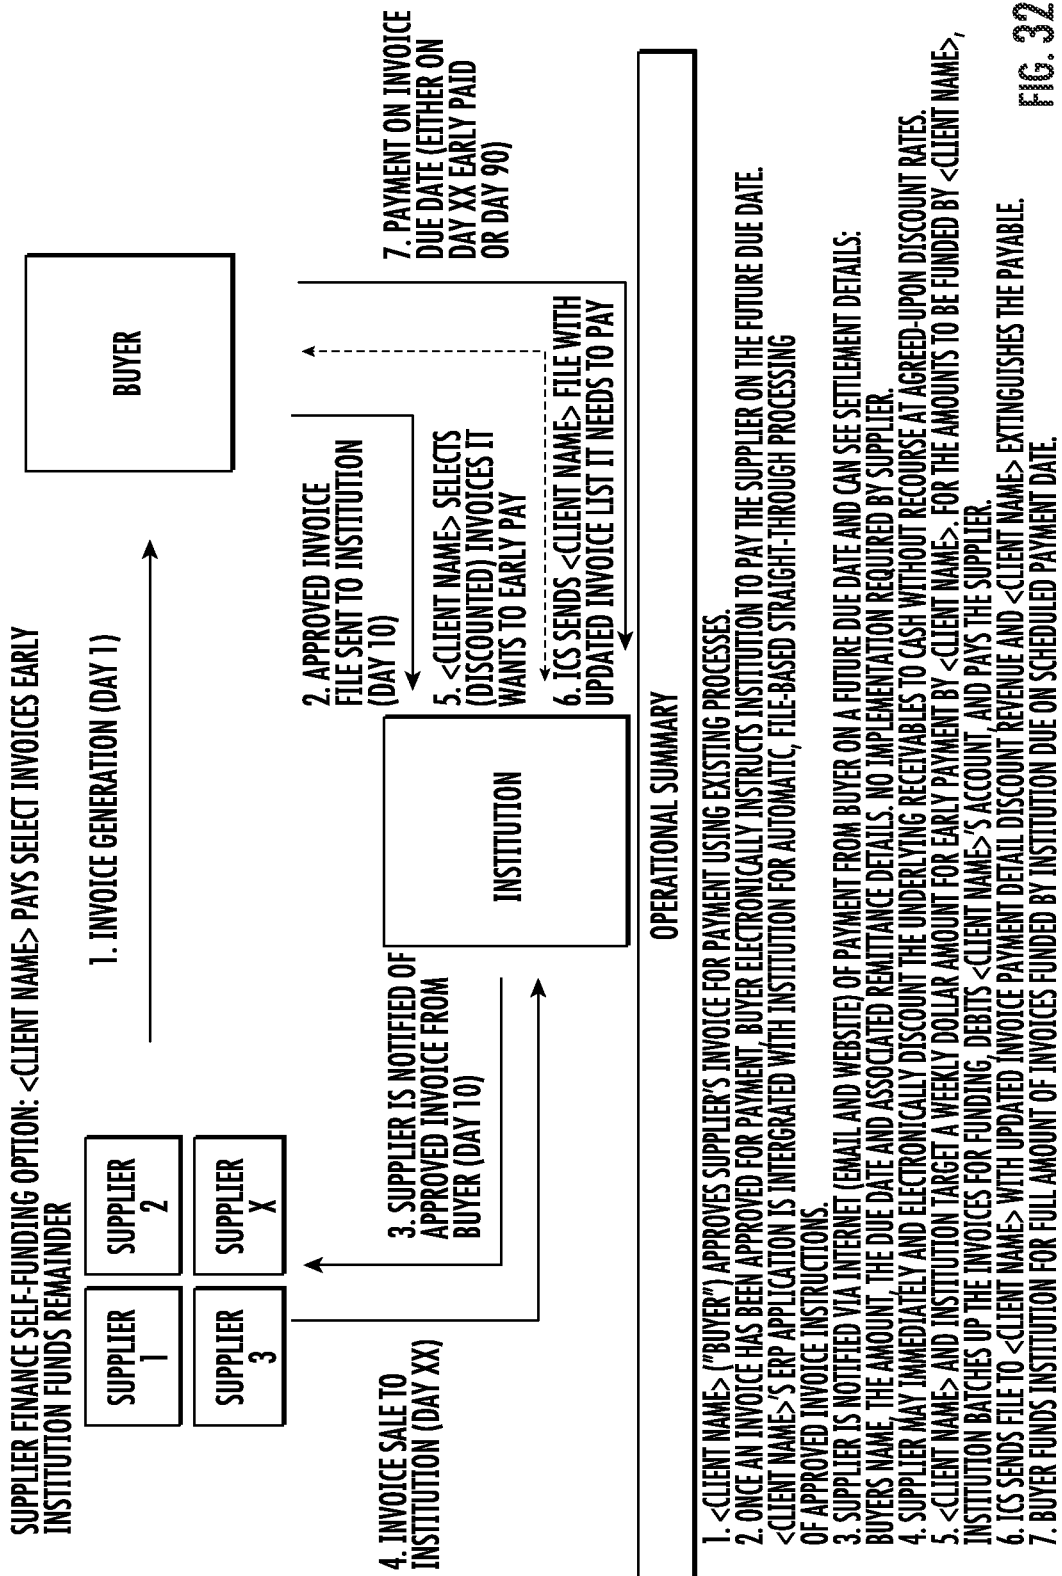 SUPPLIER FINANCE SELF-FUNDING OPTION: <CLIENT NAME> PAYS SELECT INVOICES EARLY
INSTITUTION FUNDS REMAINDER
SUPPLIER
1
SUPPLIER
2
SUPPLIER
3
SUPPLIER
X
1. INVOICE GENERATION (DAY 1)
BUYER
2. APPROVED INVOICE
FILE SENT TO INSTITUTION
(DAY 10)
3. SUPPLIER IS NOTIFIED OF
APPROVED INVOICE FROM
BUYER (DAY 10)
4. INVOICE SALE TO
INSTITUTION (DAY XX)
INSTITUTION
5. <CLIENT NAME> SELECTS
(DISCOUNTED) INVOICES IT
WANTS TO EARLY PAY
6. ICS SENDS <CLIENT NAME> FILE WITH
UPDATED INVOICE LIST IT NEEDS TO PAY
7. PAYMENT ON INVOICE
DUE DATE (EITHER ON
DAY XX EARLY PAID
OR DAY 90)
OPERATIONAL SUMMARY
1. <CLIENT NAME> ("BUYER") APPROVES SUPPLIER'S INVOICE FOR PAYMENT USING EXISTING PROCESSES.
2. ONCE AN INVOICE HAS BEEN APPROVED FOR PAYMENT, BUYER ELECTRONICALLY INSTRUCTS INSTITUTION TO PAY THE SUPPLIER ON THE FUTURE DUE DATE.
<CLIENT NAME>'S ERP APPLICATION IS INTERGRATED WITH INSTITUTION FOR AUTOMATIC, FILE-BASED STRAIGHT-THROUGH PROCESSING
OF APPROVED INVOICE INSTRUCTIONS.
3. SUPPLIER IS NOTIFIED VIA INTERNET (EMAIL AND WEBSITE) OF PAYMENT FROM BUYER ON A FUTURE DUE DATE AND CAN SEE SETTLEMENT DETAILS:
BUYERS NAME, THE AMOUNT, THE DUE DATE AND ASSOCIATED REMITTANCE DETAILS. NO IMPLEMENTATION REQUIRED BY SUPPLIER.
4. SUPPLIER MAY IMMEDIATELY AND ELECTRONICALLY DISCOUNT THE UNDERLYING RECEIVABLES TO CASH WITHOUT RECOURSE AT AGREED-UPON DISCOUNT RATES.
5. <CLIENT NAME> AND INSTITUTION TARGET A WEEKLY DOLLAR AMOUNT FOR EARLY PAYMENT BY <CLIENT NAME>. FOR THE AMOUNTS TO BE FUNDED BY <CLIENT NAME>,
INSTITUTION BATCHES UP THE INVOICES FOR FUNDING, DEBITS <CLIENT NAME>'S ACCOUNT, AND PAYS THE SUPPLIER.
6. ICS SENDS FILE TO <CLIENT NAME> WITH UPDATED INVOICE PAYMENT DETAIL DISCOUNT REVENUE AND <CLIENT NAME> EXTINGUISHES THE PAYABLE.
7. BUYER FUNDS INSTITUTION FOR FULL AMOUNT OF INVOICES FUNDED BY INSTITUTION DUE ON SCHEDULED PAYMENT DATE.
FIG. 32